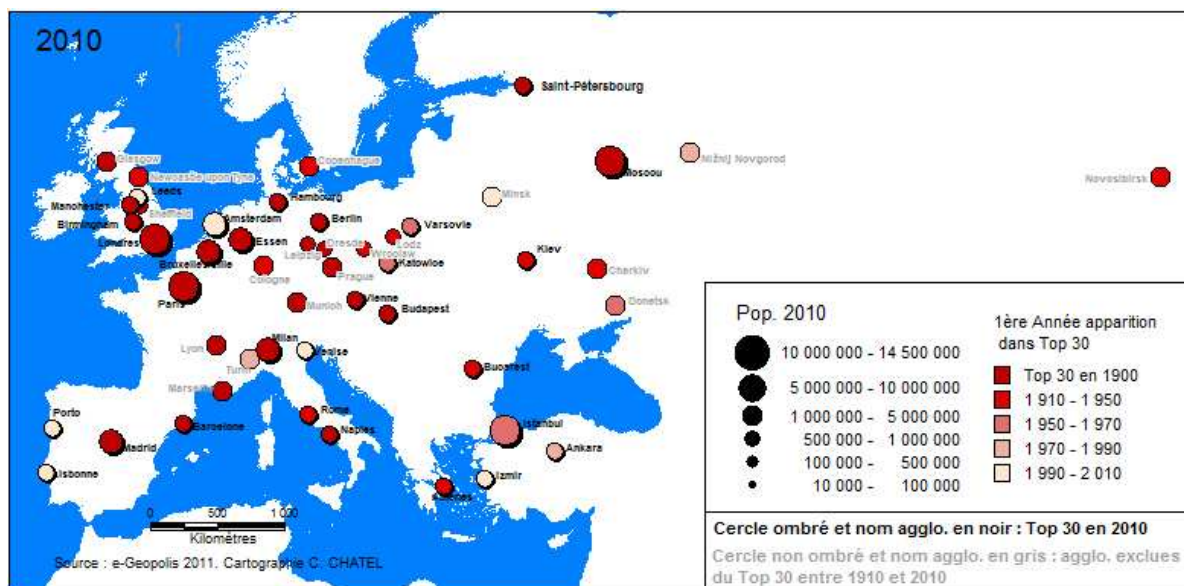 2010
Saint-Pétersbourg
Moscou
Nižnij Novgorod
Novosibirsk
Glasgow
Newcastle upon Tyne
Copenhague
Leeds
Manchester
Sheffield
Birmingham
Hambourg
Minsk
Amsterdam
Berlin
Varsovie
Londres
Essen
Dresde
Lodz
Leipzig
Wroclaw
Bruxelles-Lille
Cologne
Prague
Katowice
Kiev
Charkiv
Paris
Munich
Vienne
Budapest
Donetsk
Lyon
Milan
Venise
Turin
Marseille
Bucarest
Porto
Barcelone
Rome
Naples
Madrid
Istanbul
Ankara
Lisbonne
Izmir
Athènes
0 500 1 000
Kilométres
Source : e-Geopolis 2011. Cartographie C. CHATEL
Pop. 2010
10 000 000 - 14 500 000
5 000 000 - 10 000 000
1 000 000 - 5 000 000
500 000 - 1 000 000
100 000 - 500 000
10 000 - 100 000
1ère Année apparition
dans Top 30
Top 30 en 1900
1 910 - 1 950
1 950 - 1 970
1 970 - 1 990
1 990 - 2 010
Cercle ombré et nom agglo. en noir : Top 30 en 2010
Cercle non ombré et nom agglo. en gris : agglo. exclues
du Top 30 entre 1910 et 2010